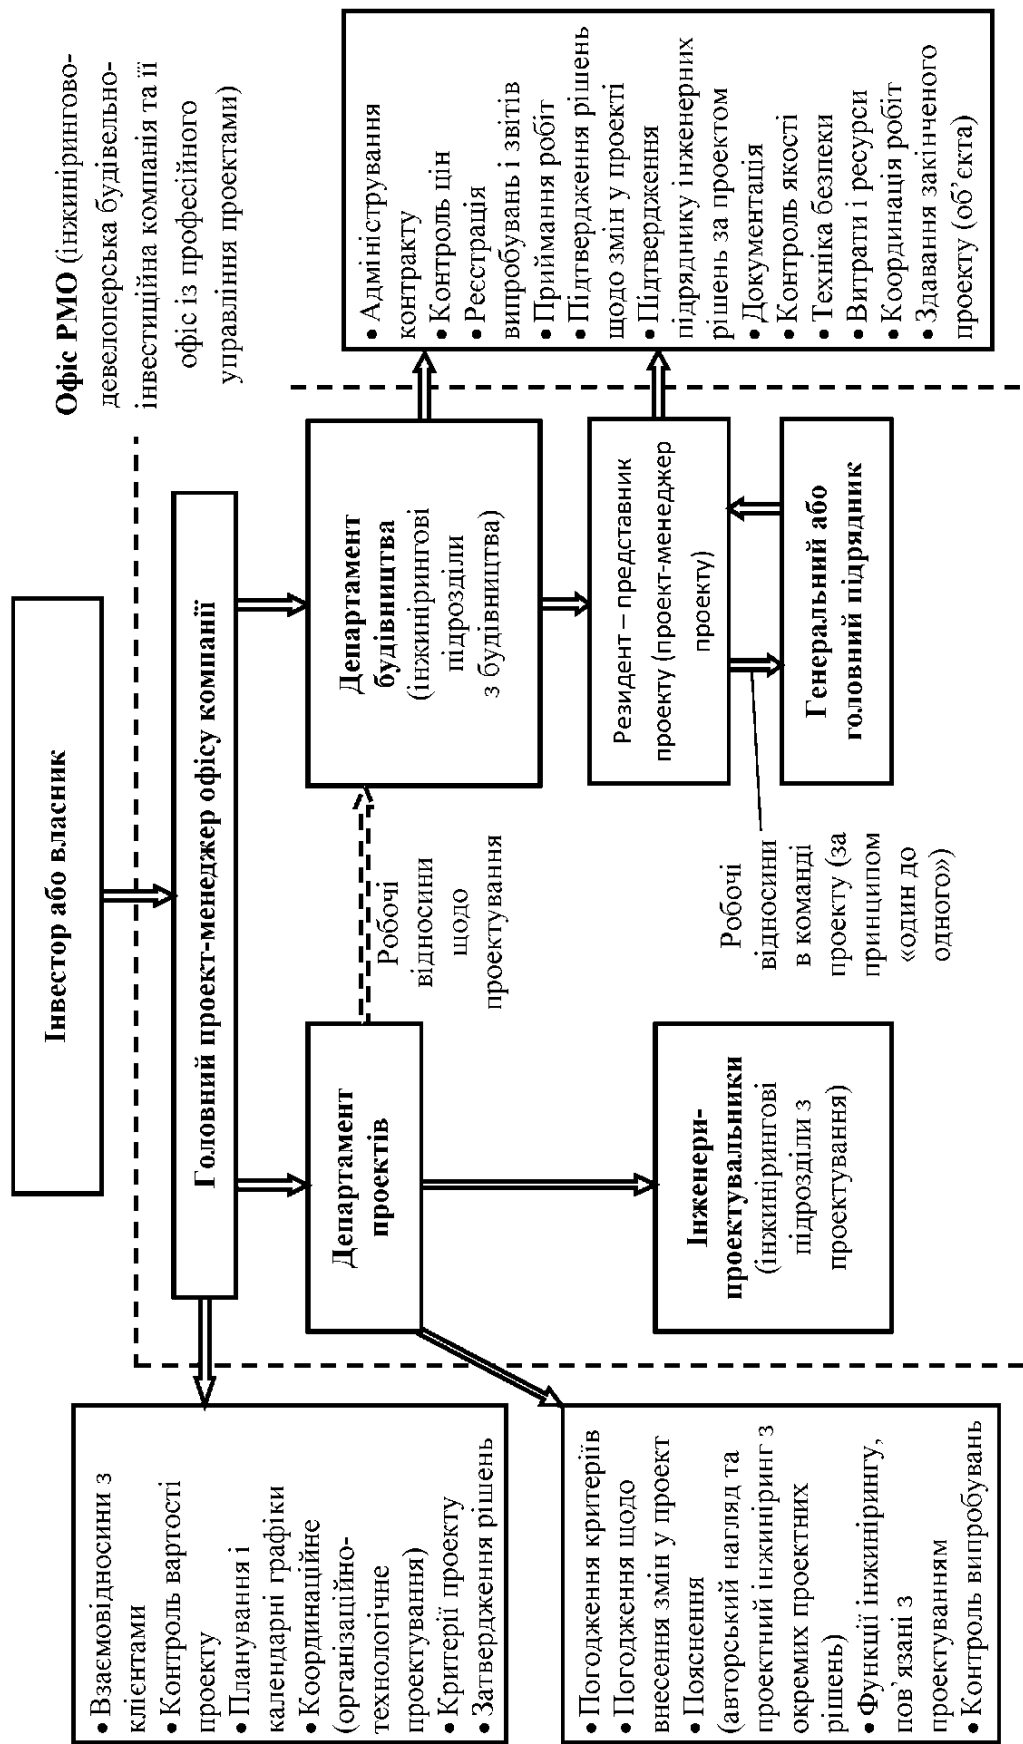 Інвестор або власник
Офіс РМО (інжинірингово-
девелоперська будівельно-
інвестиційна компанія та її
офіс із професійного
управління проектами)
Головний проект-менеджер офісу компанії
• Взаємовідносини з
клієнтами
• Контроль вартості
проекту
• Планування і
календарні графіки
• Координаційне
(організаційно-
технологічне
проектування)
• Критерії проекту
• Затвердження рішень
Департамент
проектів
Робочі
відносини
щодо
проектування
Департамент
будівництва
(інжинірингові
підрозділи
з будівництва)
• Адміністрування
контракту
• Контроль цін
• Реєстрація
випробувань і звітів
• Приймання робіт
• Підтвердження рішень
щодо змін у проекті
• Підтвердження
підряднику інженерних
рішень за проектом
• Документація
• Контроль якості
• Техніка безпеки
• Витрати і ресурси
• Координація робіт
• Здавання закінченого
проекту (об’єкта)
• Погодження критеріїв
• Погодження щодо
внесення змін у проект
• Пояснення
(авторський нагляд та
проектний інжиніринг з
окремих проектних
рішень)
• Функції інжинірингу,
пов’язані з
проектуванням
• Контроль випробувань
Інженери-
проектувальники
(інжинірингові
підрозділи з
проектування)
Резидент – представник
проекту (проект-менеджер
проекту)
Робочі
відносини
в команді
проекту (за
принципом
«один до
одного»)
Генеральний або
головний підрядник